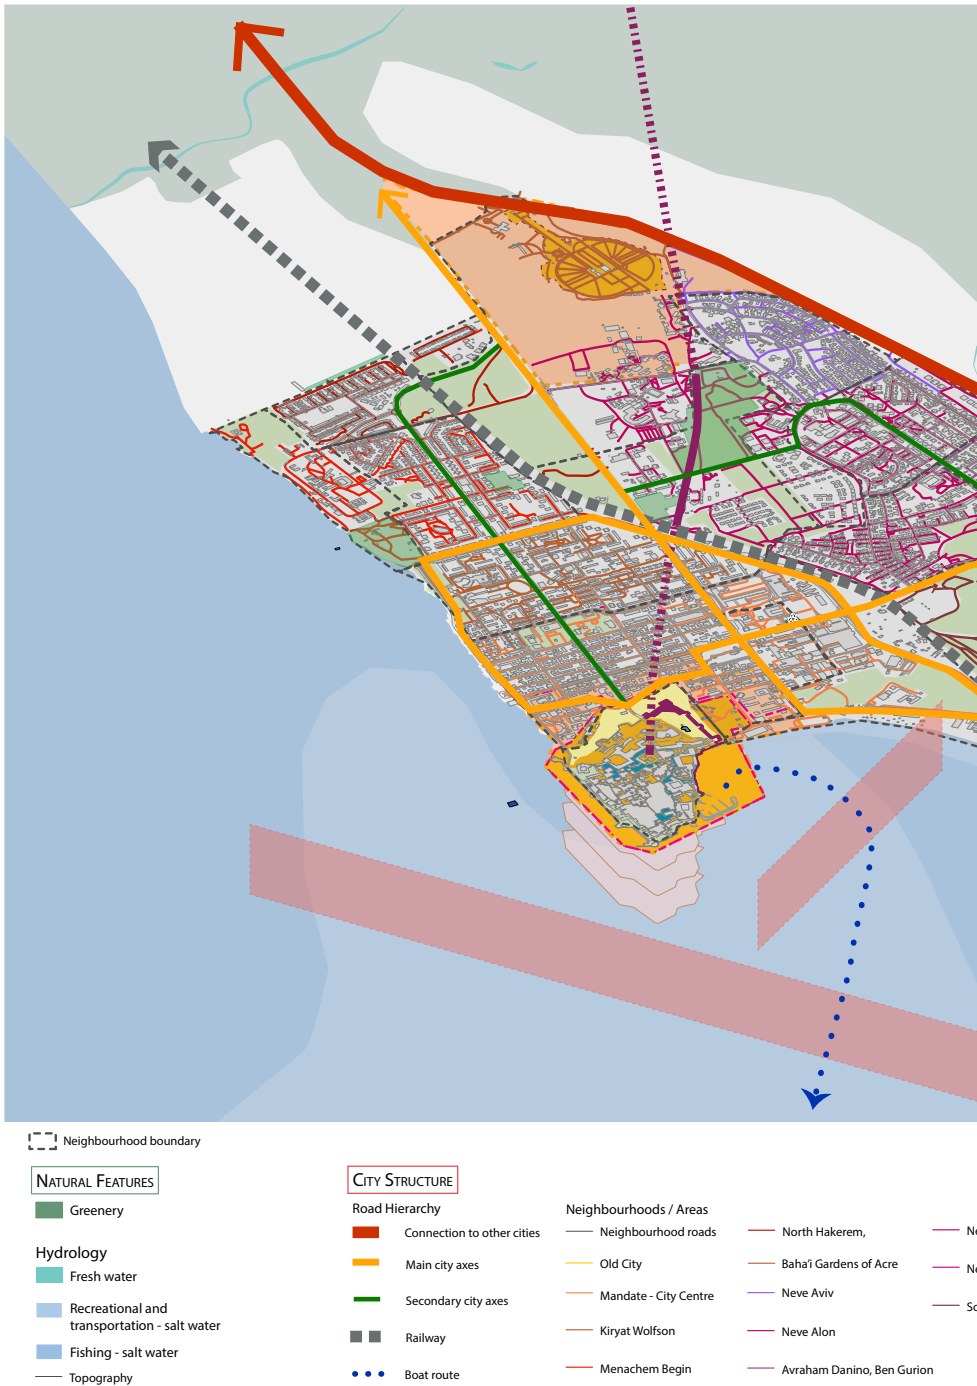 Neighbourhood boundary
NATURAL FEATURES
Greenery
Hydrology
Fresh water
Recreational and
transportation - salt water
Fishing - salt water
Topography
CITY STRUCTURE
Road Hierarchy
Connection to other cities
Main city axes
Secondary city axes
Railway
Boat route
Neighbourhoods / Areas
Neighbourhood roads
Old City
Mandate - City Centre
Kiryat Wolfson
Menachem Begin
North Hakerem,
Baha'i Gardens of Acre
Neve Aviv
Neve Alon
Avraham Danino, Ben Gurion